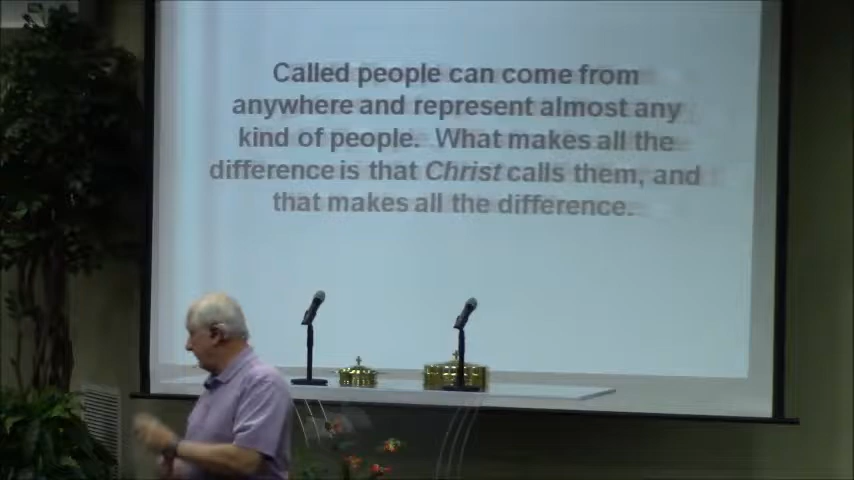 Called people can come from
anywhere and represent almost any
kind of people.  What makes all the
difference is that Christ calls them, and
that makes all the difference.